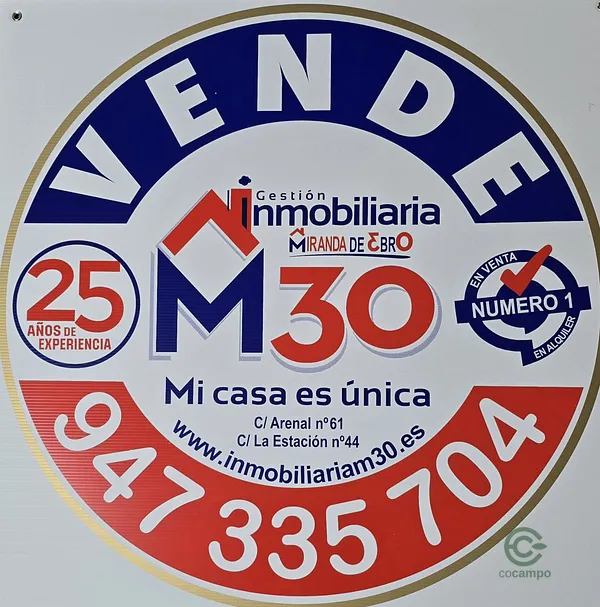 VENDE
Gestión
inmobiliaria
MIRANDA DE EBRO
M30
25
AÑOS DE
EXPERIENCIA
EN VENTA
NUMERO 1
EN ALQUILER
Mi casa es única
C/ Arenal nº61
C/ La Estación nº44
www.inmobiliariam30.es
947 335 704
cocampo